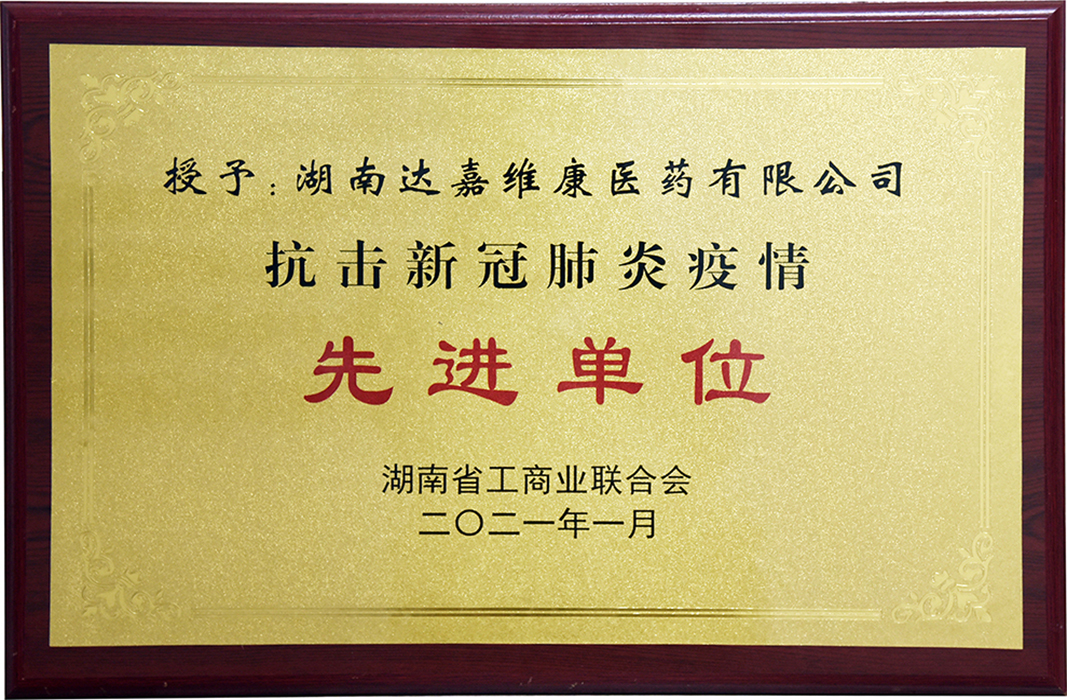 授予：湖南达嘉维康医药有限公司
抗击新冠肺炎疫情
先进单位
湖南省工商业联合会
二〇二一年一月